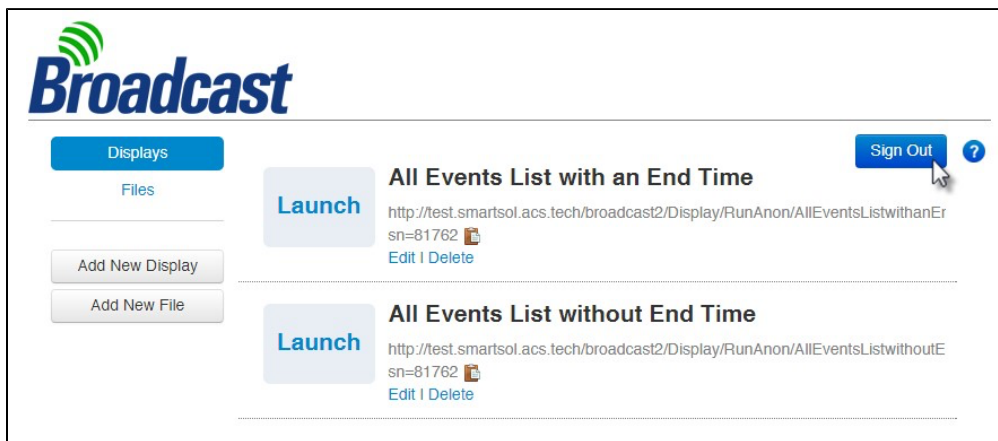 Broadcast
Displays
Files
Add New Display
Add New File
Sign Out
?
Launch
All Events List with an End Time
http://test.smartsol.acs.tech/broadcast2/Display/RunAnon/AllEventsListwithanEr
sn=81762
Edit | Delete
Launch
All Events List without End Time
http://test.smartsol.acs.tech/broadcast2/Display/RunAnon/AllEventsListwithoutE
sn=81762
Edit | Delete